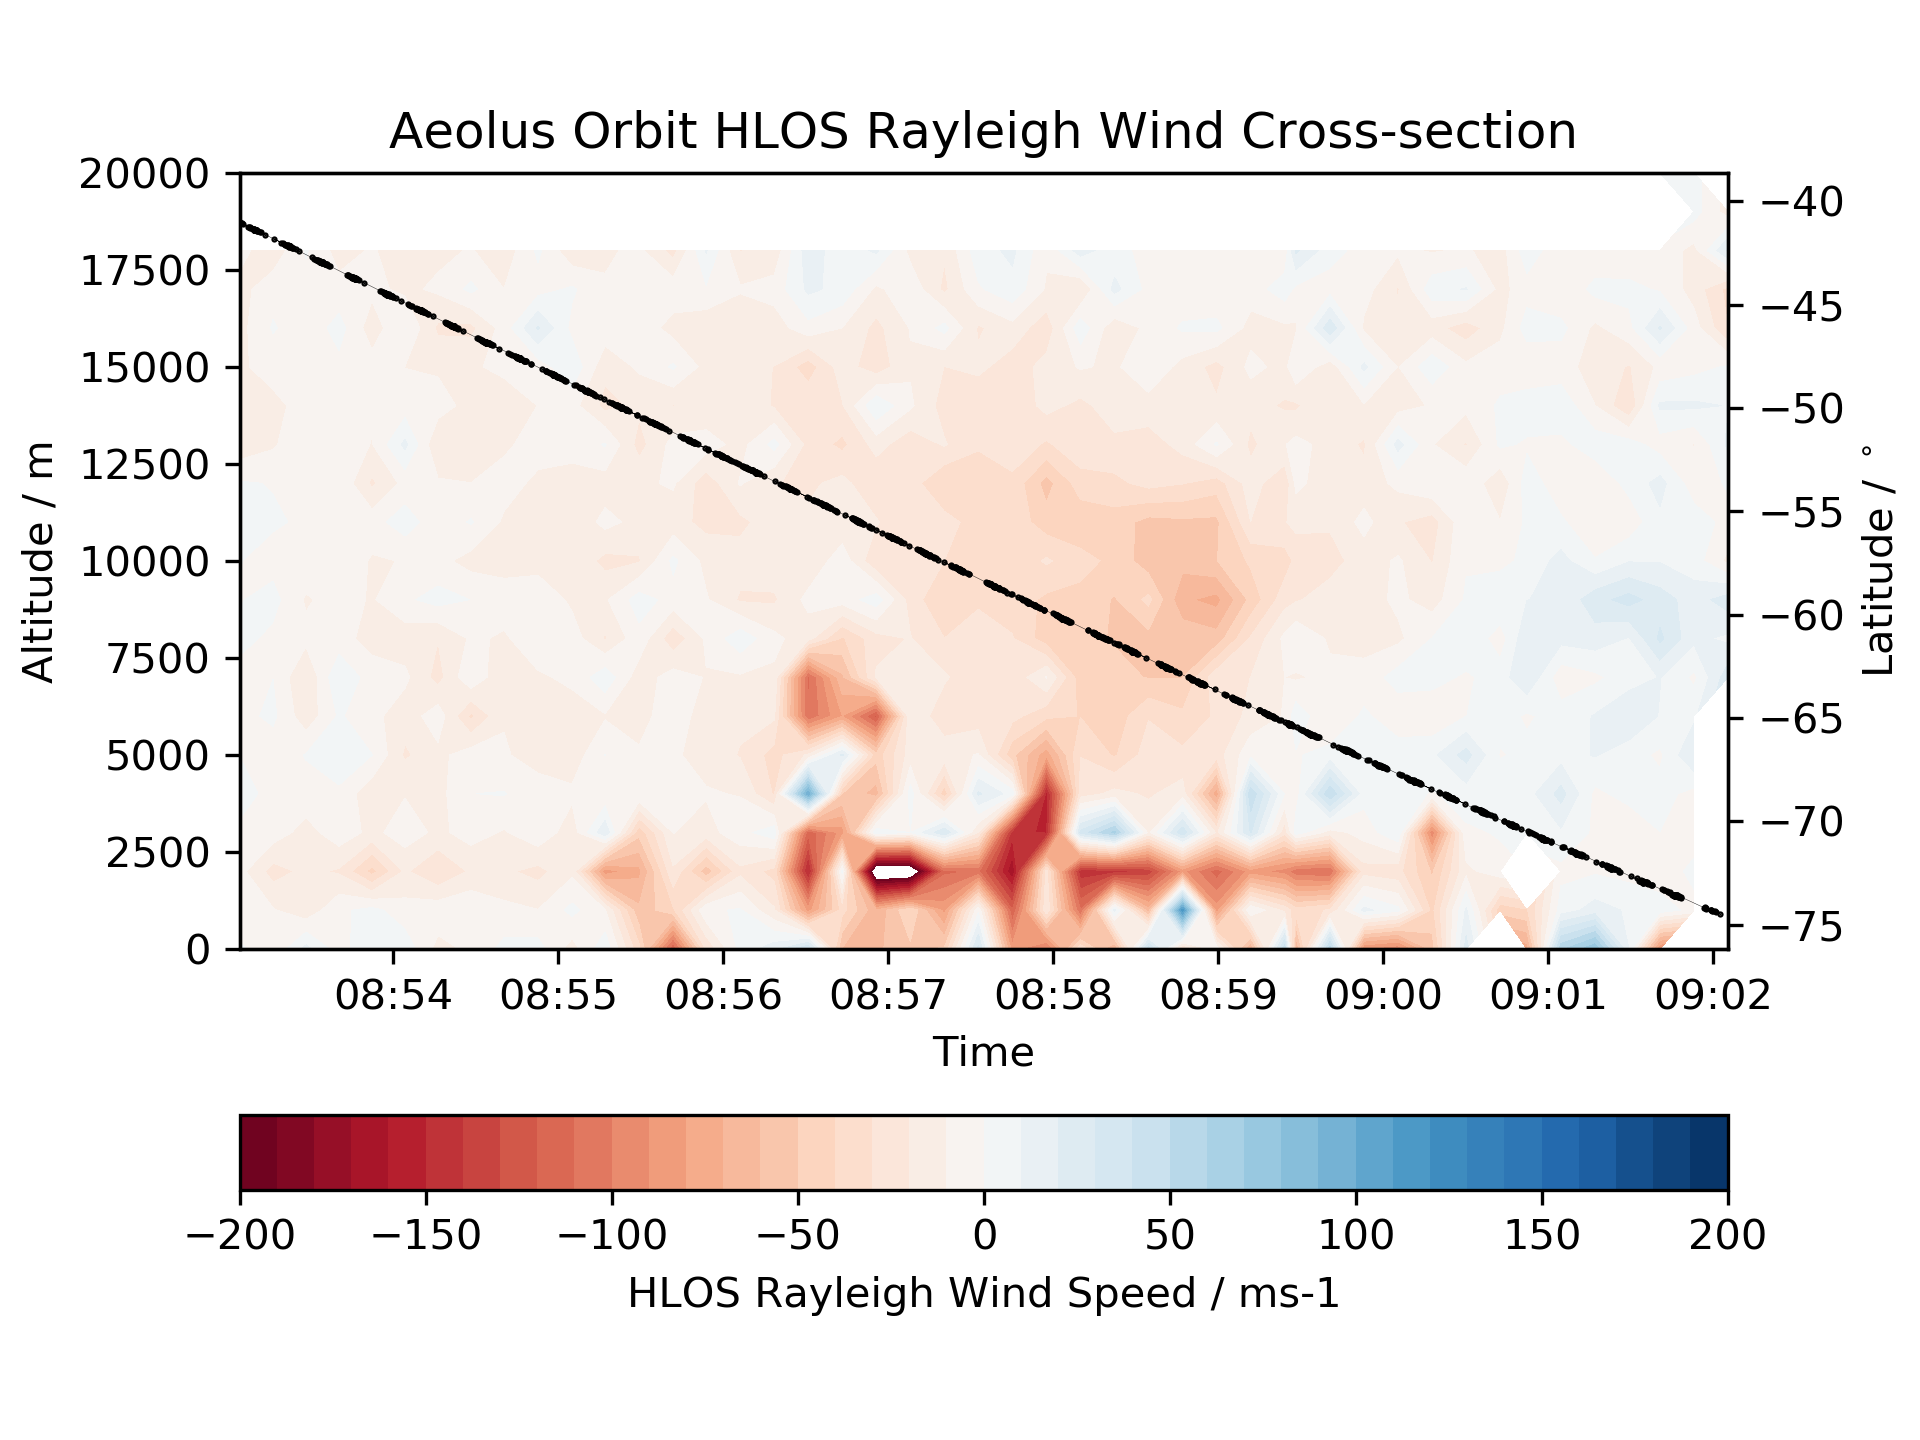 Aeolus Orbit HLOS Rayleigh Wind Cross-section
20000
17500
15000
12500
10000
7500
5000
2500
0
Altitude / m
−40
−45
−50
−55
−60
−65
−70
−75
Latitude / °
08:54 08:55 08:56 08:57 08:58 08:59 09:00 09:01 09:02
Time
−200 −150 −100 −50 0 50 100 150 200
HLOS Rayleigh Wind Speed / ms-1